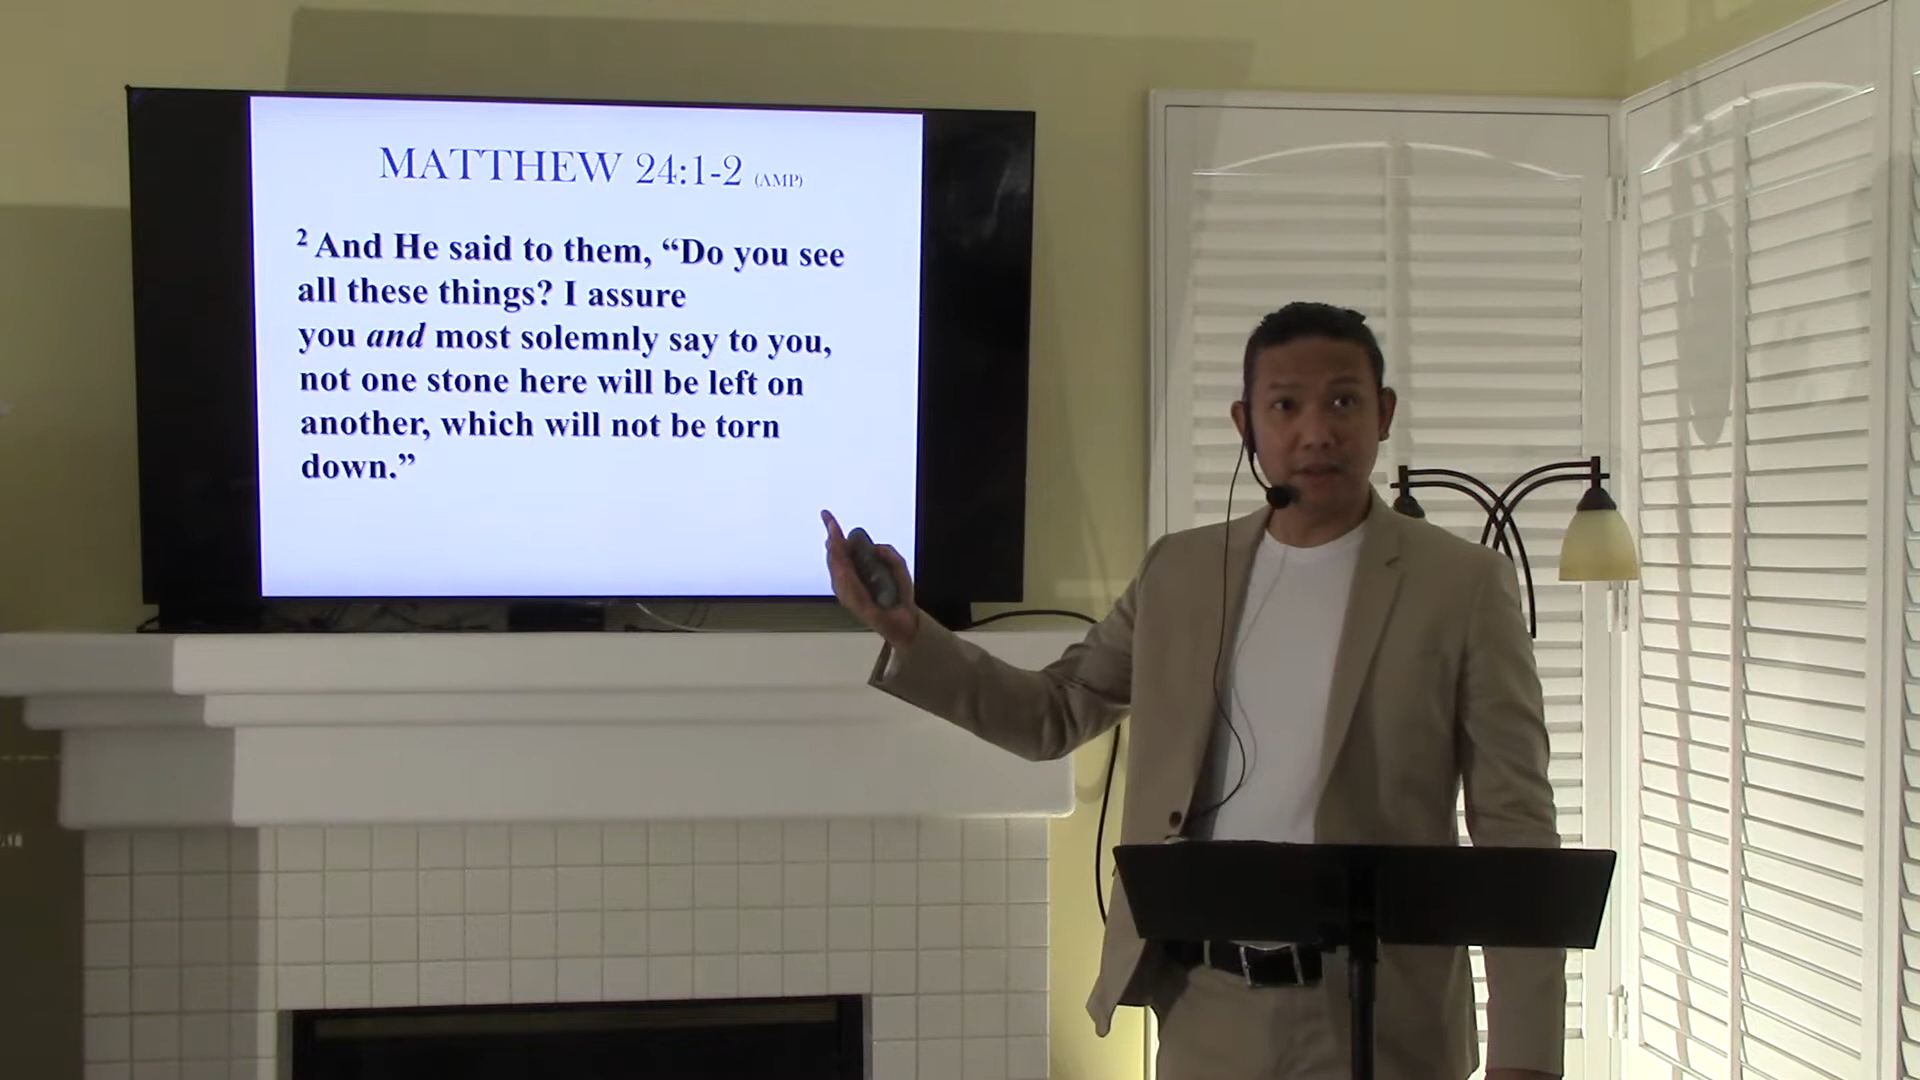 MATTHEW 24:1-2 (AMP)
2 And He said to them, “Do you see
all these things? I assure
you and most solemnly say to you,
not one stone here will be left on
another, which will not be torn
down.”